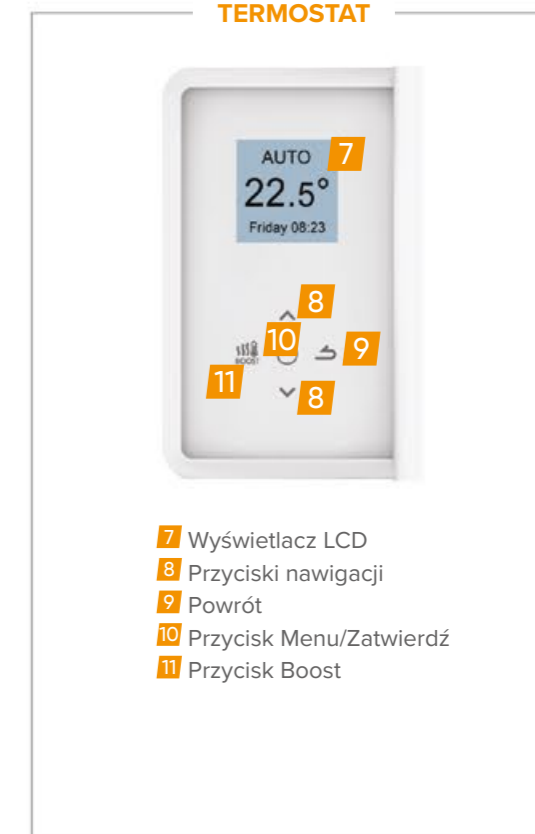 TERMOSTAT
AUTO 7
22.5°
Friday 08:23
8
10
BOOST
9
11
8
7 Wyświetlacz LCD
8 Przyciski nawigacji
9 Powrót
10 Przycisk Menu/Zatwierdź
11 Przycisk Boost